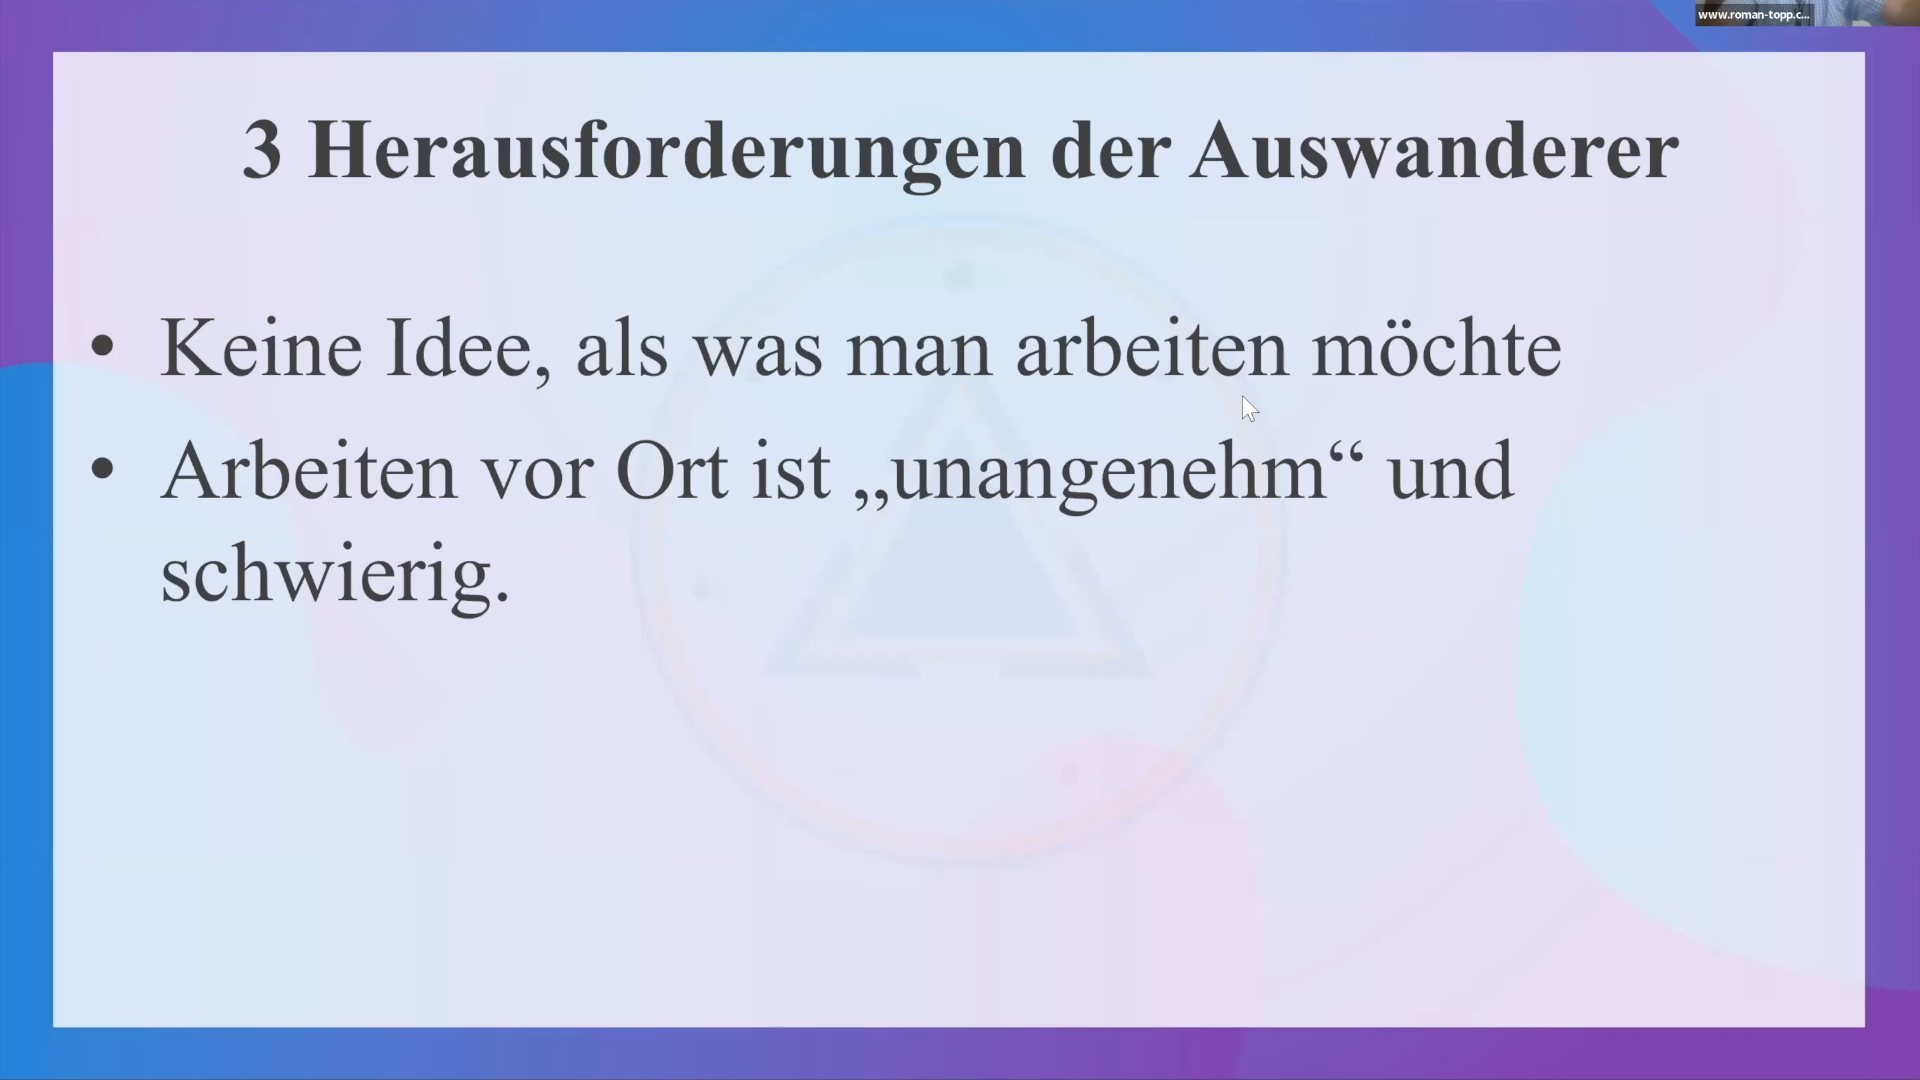 www.roman-topp.c...
3 Herausforderungen der Auswanderer
• Keine Idee, als was man arbeiten möchte
• Arbeiten vor Ort ist „unangenehm“ und
schwierig.